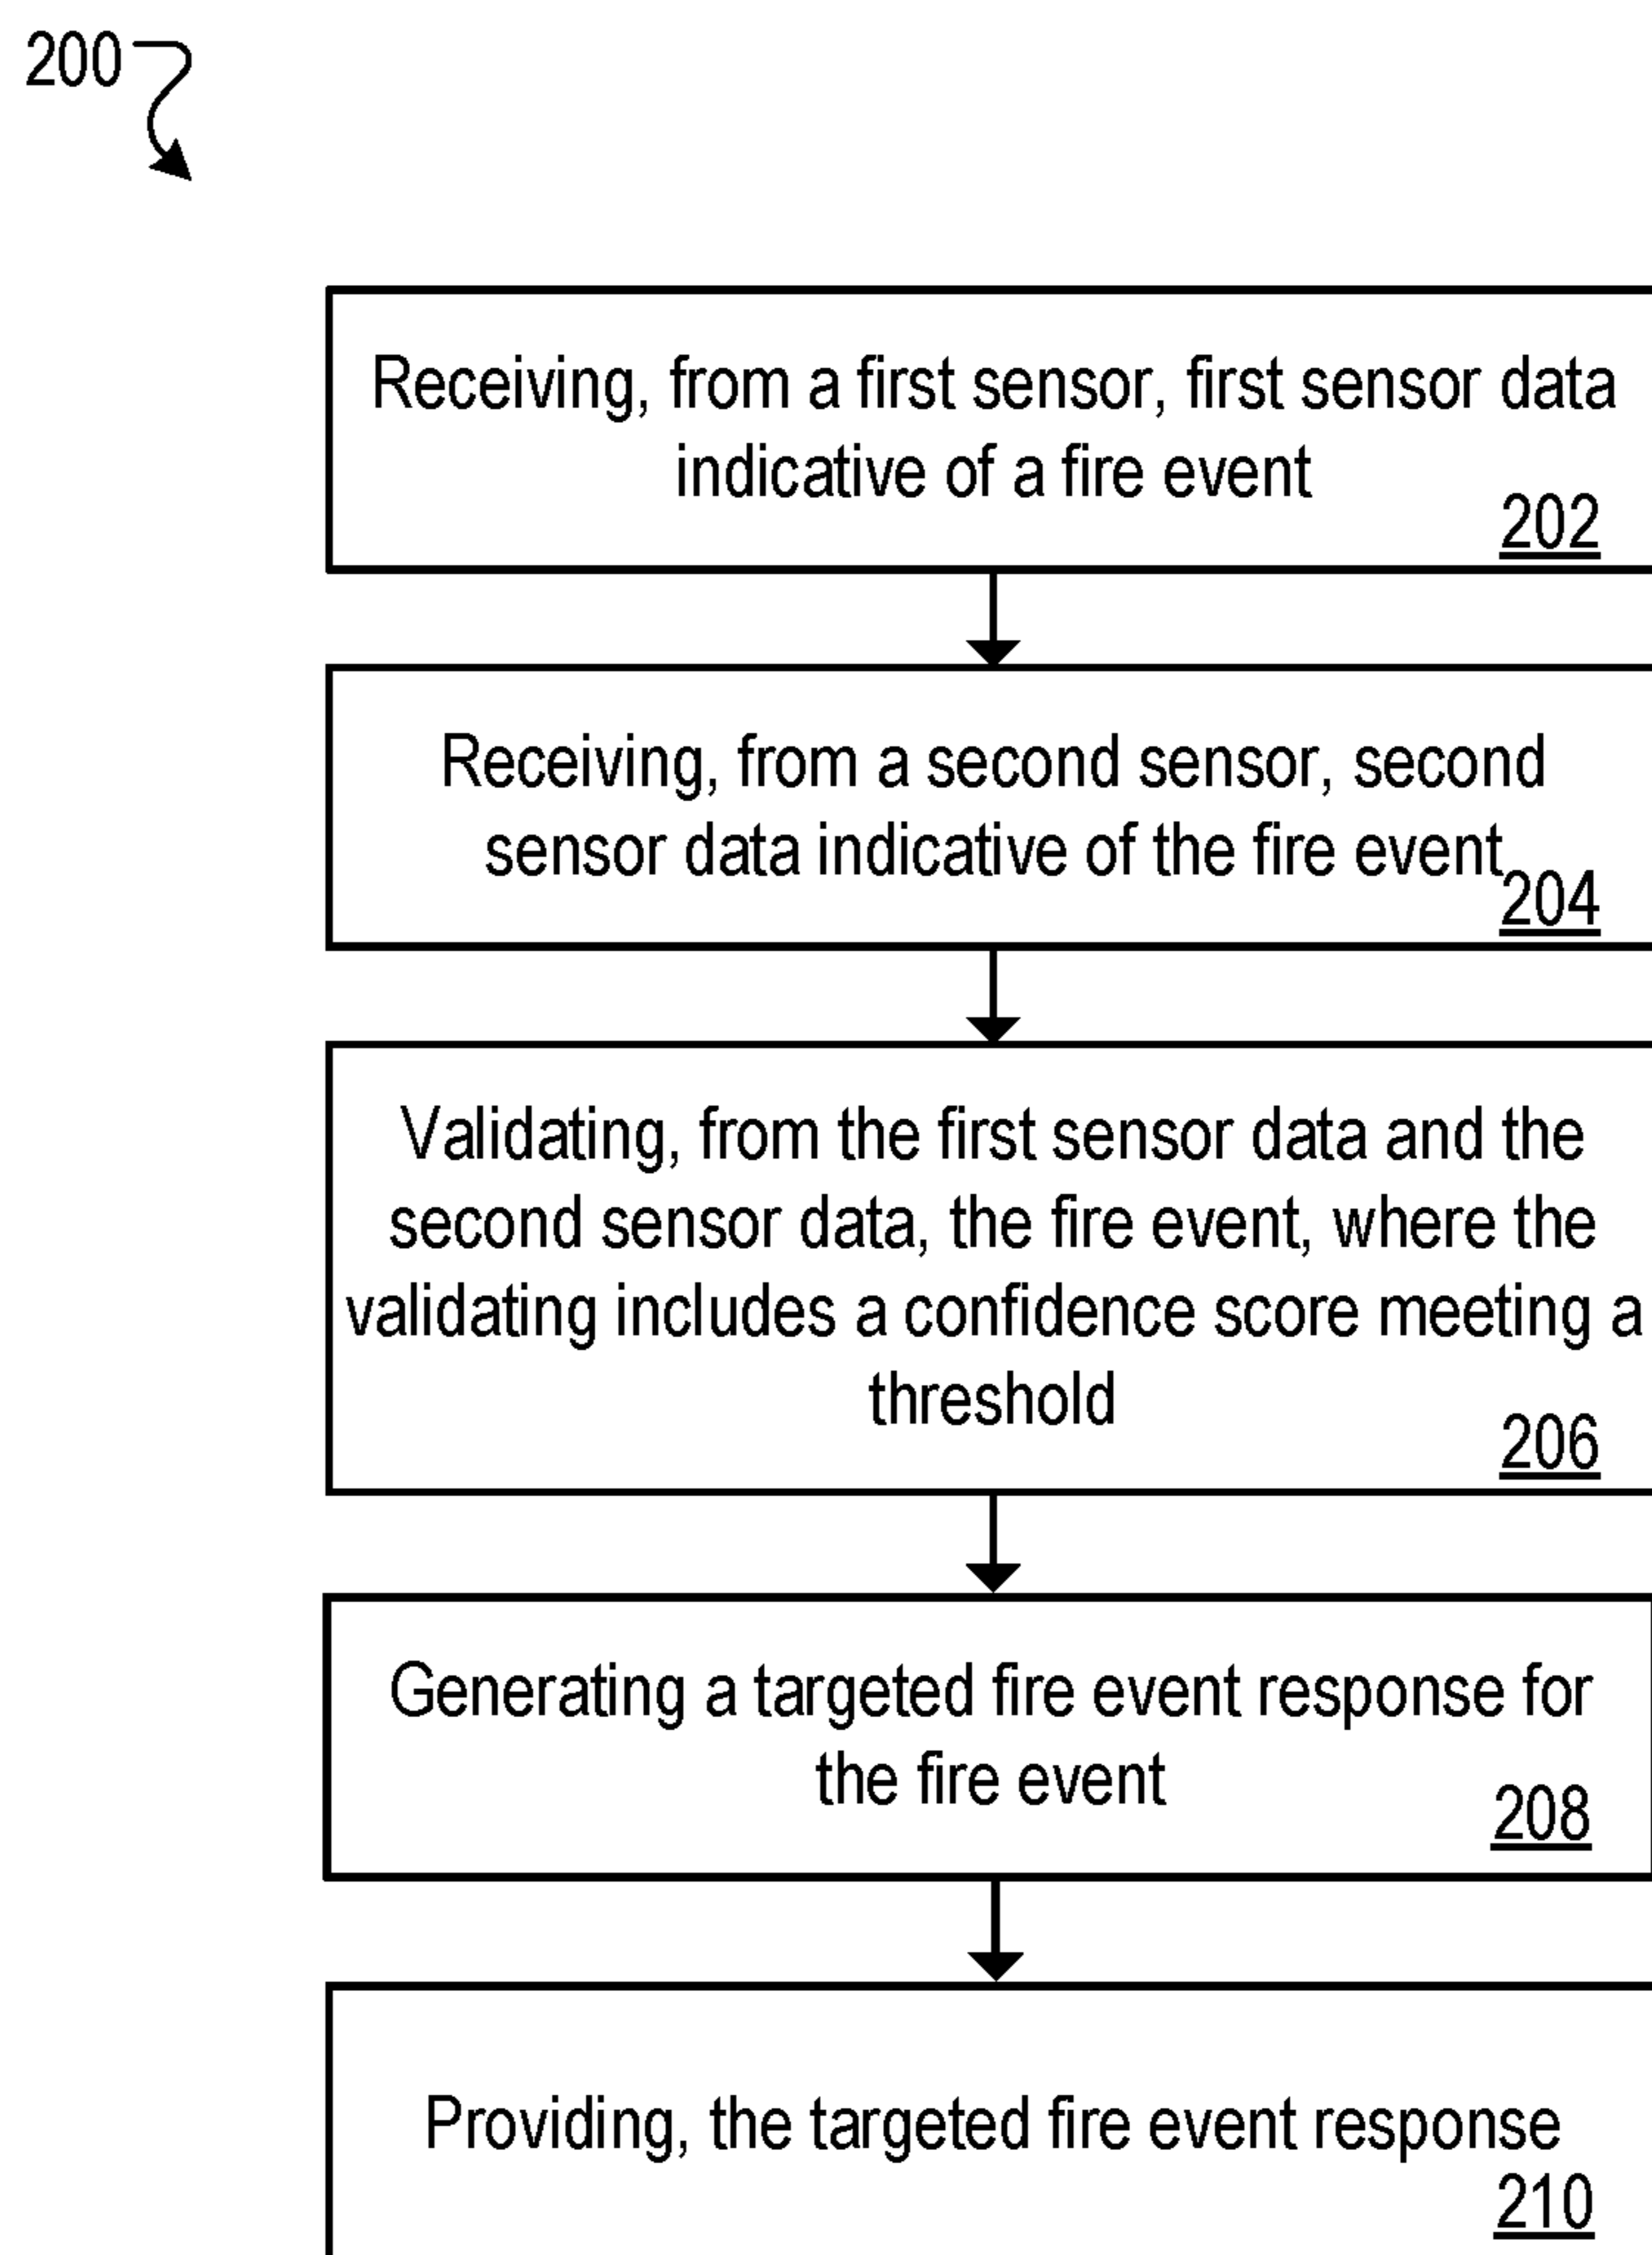 200
Receiving, from a first sensor, first sensor data
indicative of a fire event
202
Receiving, from a second sensor, second
sensor data indicative of the fire event
204
Validating, from the first sensor data and the
second sensor data, the fire event, where the
validating includes a confidence score meeting a
threshold
206
Generating a targeted fire event response for
the fire event
208
Providing, the targeted fire event response
210